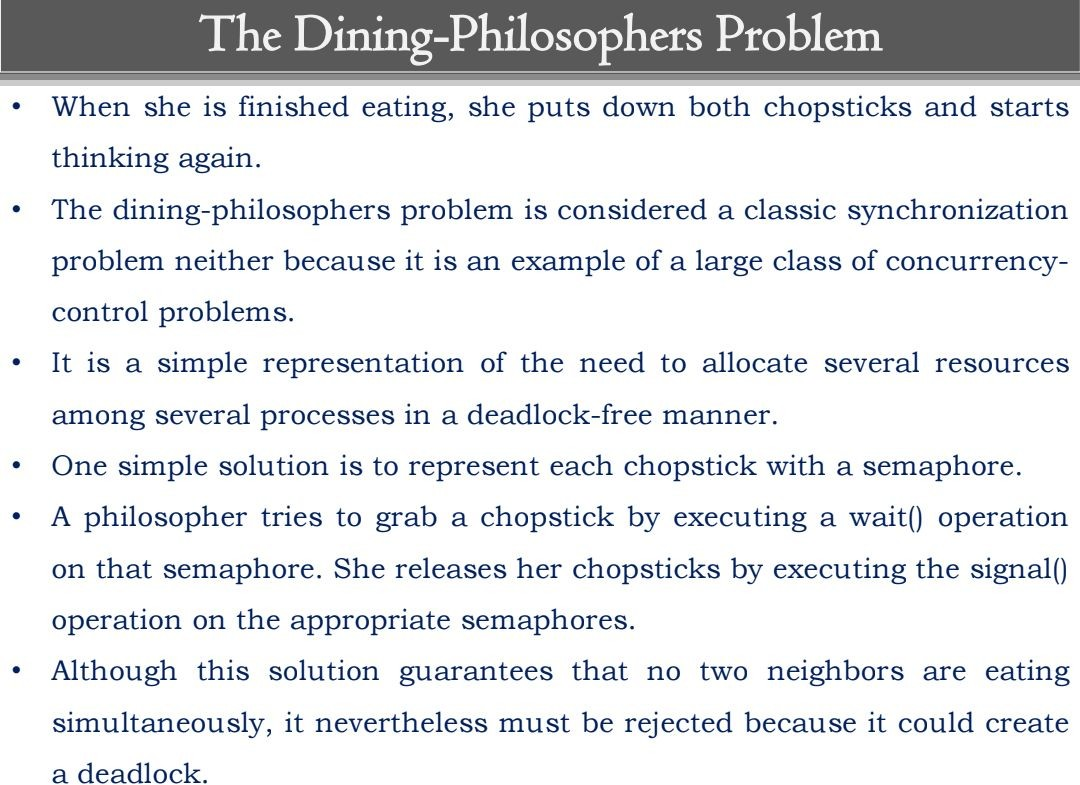 The Dining-Philosophers Problem
• When she is finished eating, she puts down both chopsticks and starts
thinking again.
• The dining-philosophers problem is considered a classic synchronization
problem neither because it is an example of a large class of concurrency-
control problems.
• It is a simple representation of the need to allocate several resources
among several processes in a deadlock-free manner.
• One simple solution is to represent each chopstick with a semaphore.
• A philosopher tries to grab a chopstick by executing a wait() operation
on that semaphore. She releases her chopsticks by executing the signal()
operation on the appropriate semaphores.
• Although this solution guarantees that no two neighbors are eating
simultaneously, it nevertheless must be rejected because it could create
a deadlock.